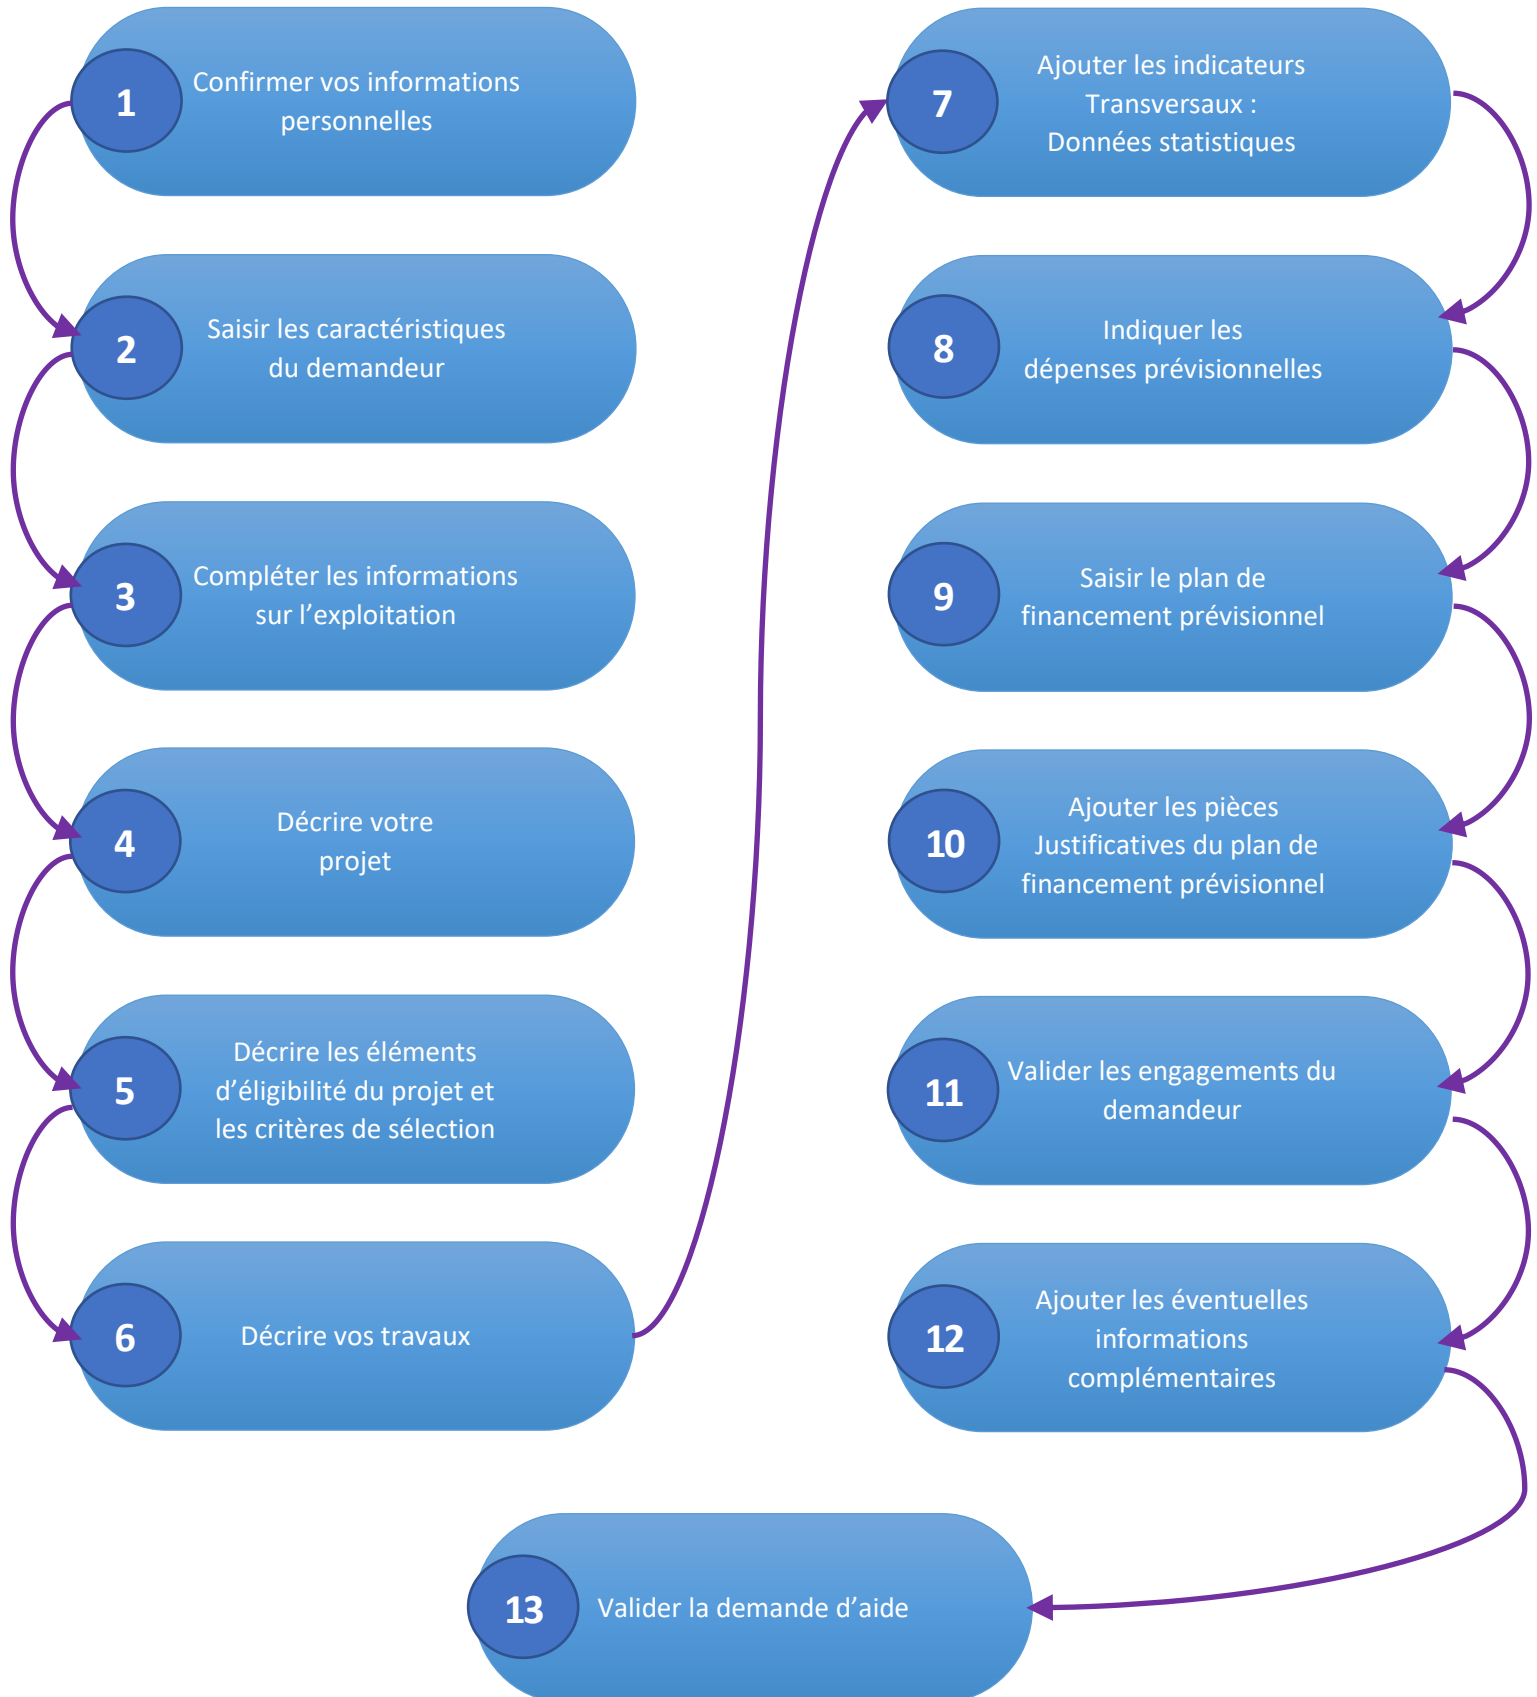 1
Confirmer vos informations
personnelles
2
Saisir les caractéristiques
du demandeur
3
Compléter les informations
sur l’exploitation
4
Décrire votre
projet
5
Décrire les éléments
d’éligibilité du projet et
les critères de sélection
6
Décrire vos travaux
7
Ajouter les indicateurs
Transversaux :
Données statistiques
8
Indiquer les
dépenses prévisionnelles
9
Saisir le plan de
financement prévisionnel
10
Ajouter les pièces
Justificatives du plan de
financement prévisionnel
11
Valider les engagements du
demandeur
12
Ajouter les éventuelles
informations
complémentaires
13
Valider la demande d’aide